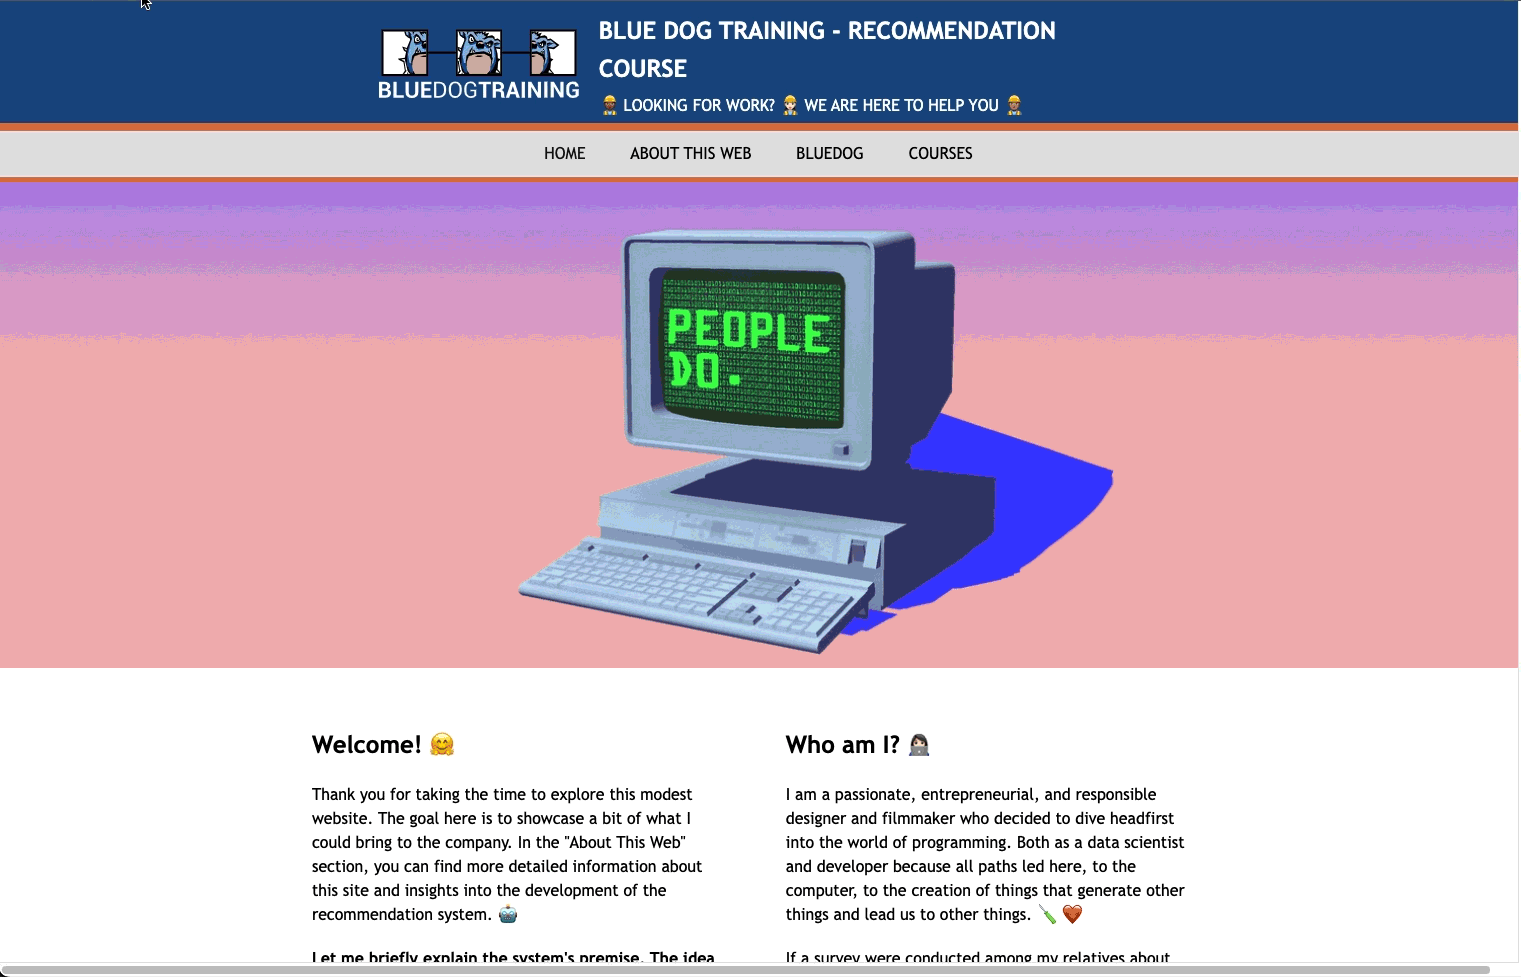 BLUEDOGTRAINING
BLUE DOG TRAINING - RECOMMENDATION
COURSE
👷🏾 LOOKING FOR WORK? 👷🏻 WE ARE HERE TO HELP YOU 👷🏽
HOME ABOUT THIS WEB BLUEDOG COURSES
PEOPLE
DO.
Welcome! 🤗
Thank you for taking the time to explore this modest
website. The goal here is to showcase a bit of what I
could bring to the company. In the "About This Web"
section, you can find more detailed information about
this site and insights into the development of the
recommendation system. 🤖
Let me briefly explain the system's premise. The idea
Who am I? 👩🏻‍💻
I am a passionate, entrepreneurial, and responsible
designer and filmmaker who decided to dive headfirst
into the world of programming. Both as a data scientist
and developer because all paths led here, to the
computer, to the creation of things that generate other
things and lead us to other things. 🪛 ❤️
If a survey were conducted among my relatives about